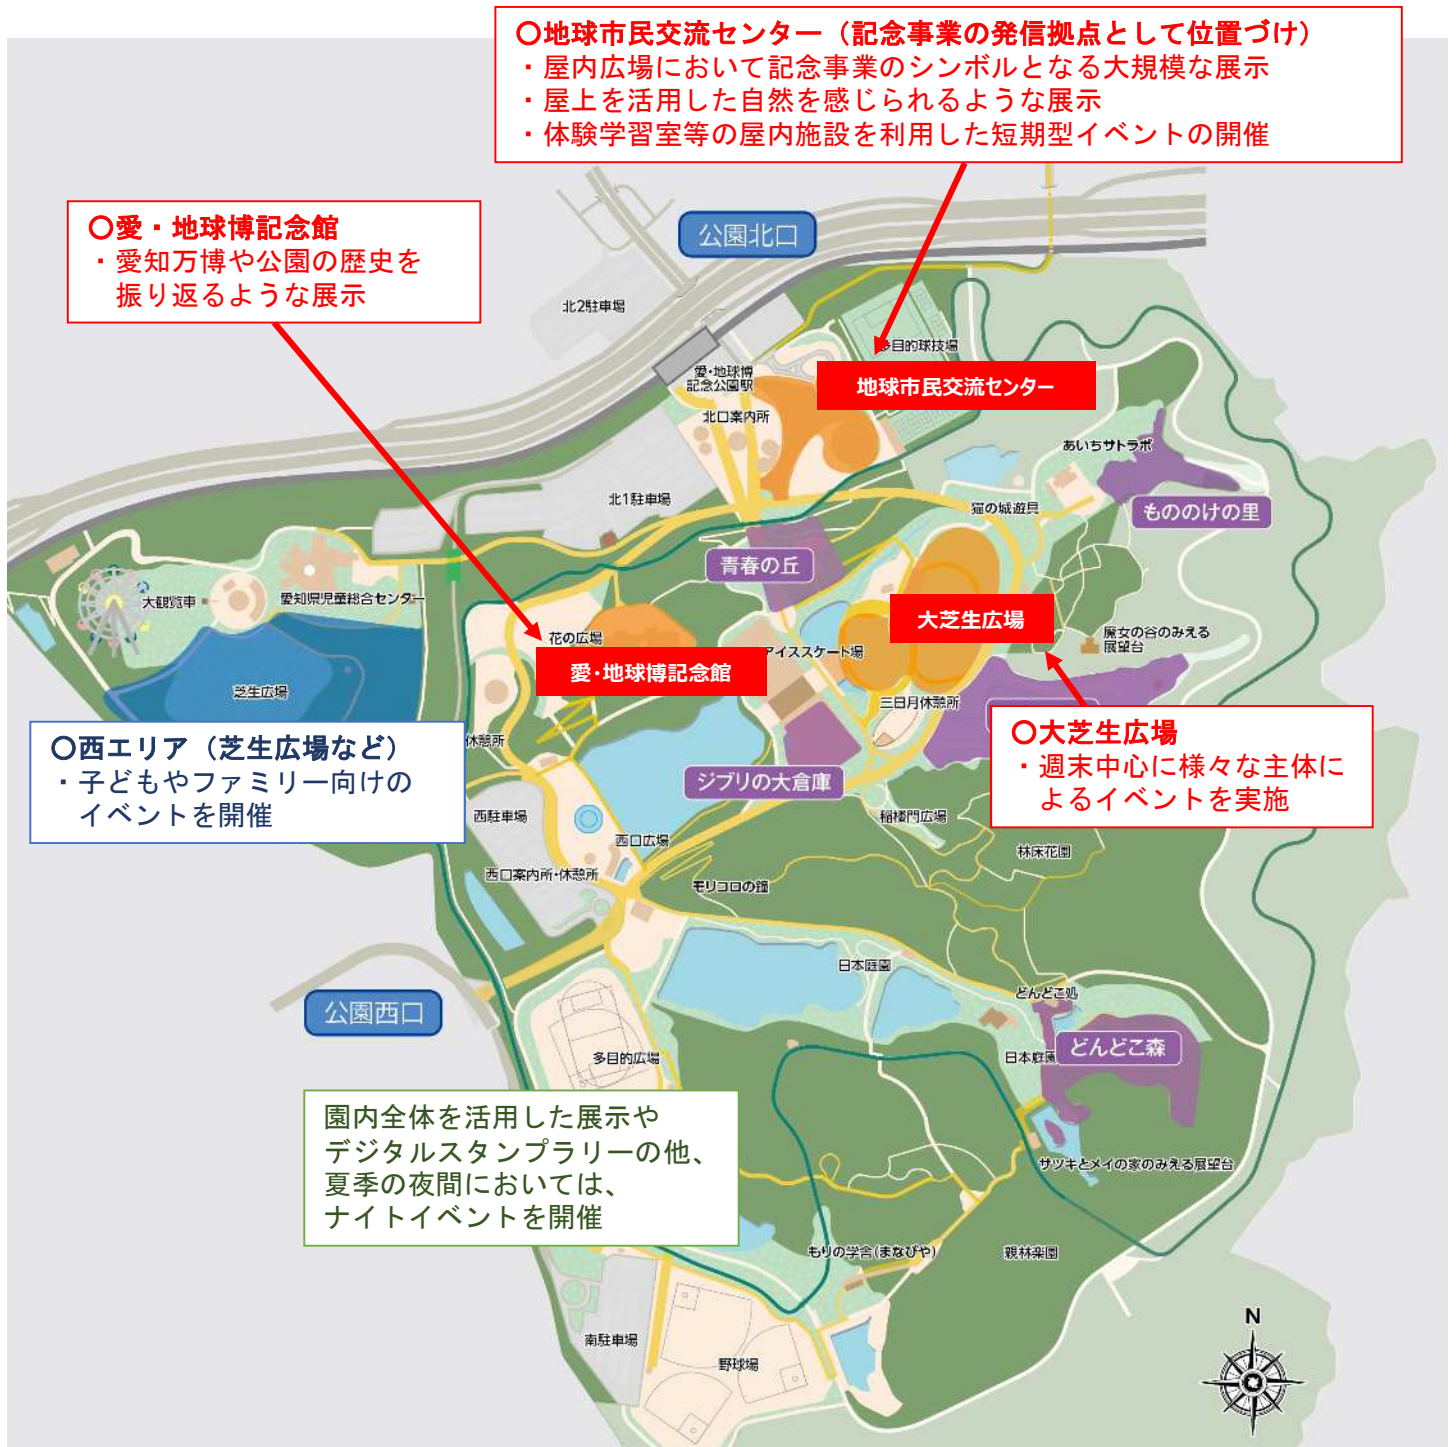 〇地球市民交流センター（記念事業の発信拠点として位置づけ）
・屋内広場において記念事業のシンボルとなる大規模な展示
・屋上を活用した自然を感じられるような展示
・体験学習室等の屋内施設を利用した短期型イベントの開催
〇愛・地球博記念館
・愛知万博や公園の歴史を
振り返るような展示
公園北口
北2駐車場
多目的球技場
愛・地球博
記念公園駅
地球市民交流センター
北口案内所
あいちサトラボ
北1駐車場
猫の城遊具
もののけの里
青春の丘
大観覧車
愛知県児童総合センター
大芝生広場
花の広場
魔女の谷のみえる
展望台
アイススケート場
愛・地球博記念館
芝生広場
三日月休憩所
〇西エリア（芝生広場など）
・子どもやファミリー向けの
イベントを開催
休憩所
〇大芝生広場
・週末中心に様々な主体に
よるイベントを実施
ジブリの大倉庫
西駐車場
稲楼門広場
西口広場
林床花園
西口案内所・休憩所
モリコロの鐘
日本庭園
どんどこ処
公園西口
多目的広場
日本庭園
どんどこ森
園内全体を活用した展示や
デジタルスタンプラリーの他、
夏季の夜間においては、
ナイトイベントを開催
サツキとメイの家のみえる展望台
もりの学舎(まなびや)
親林楽園
南駐車場
野球場
N